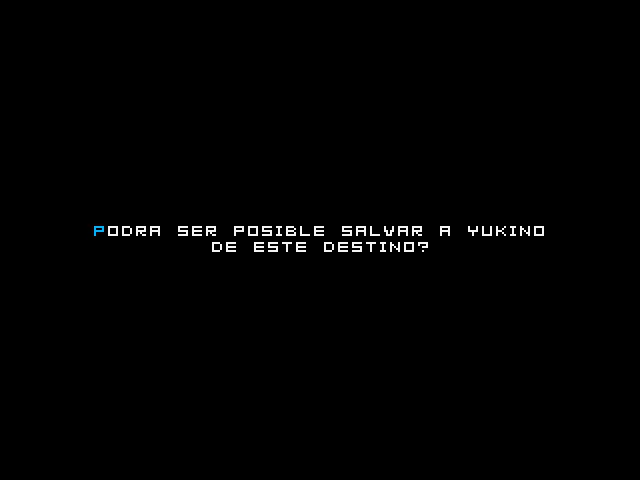 PODRA SER POSIBLE SALVAR A YUKINO
DE ESTE DESTINO?